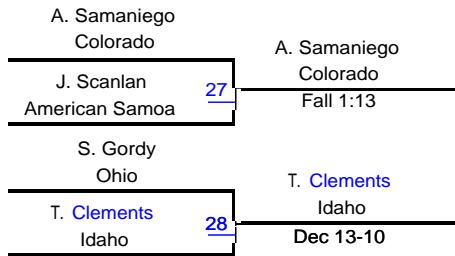 A. Samaniego
Colorado
J. Scanlan
American Samoa
27
A. Samaniego
Colorado
Fall 1:13
S. Gordy
Ohio
T. Clements
Idaho
28
T. Clements
Idaho
Dec 13-10